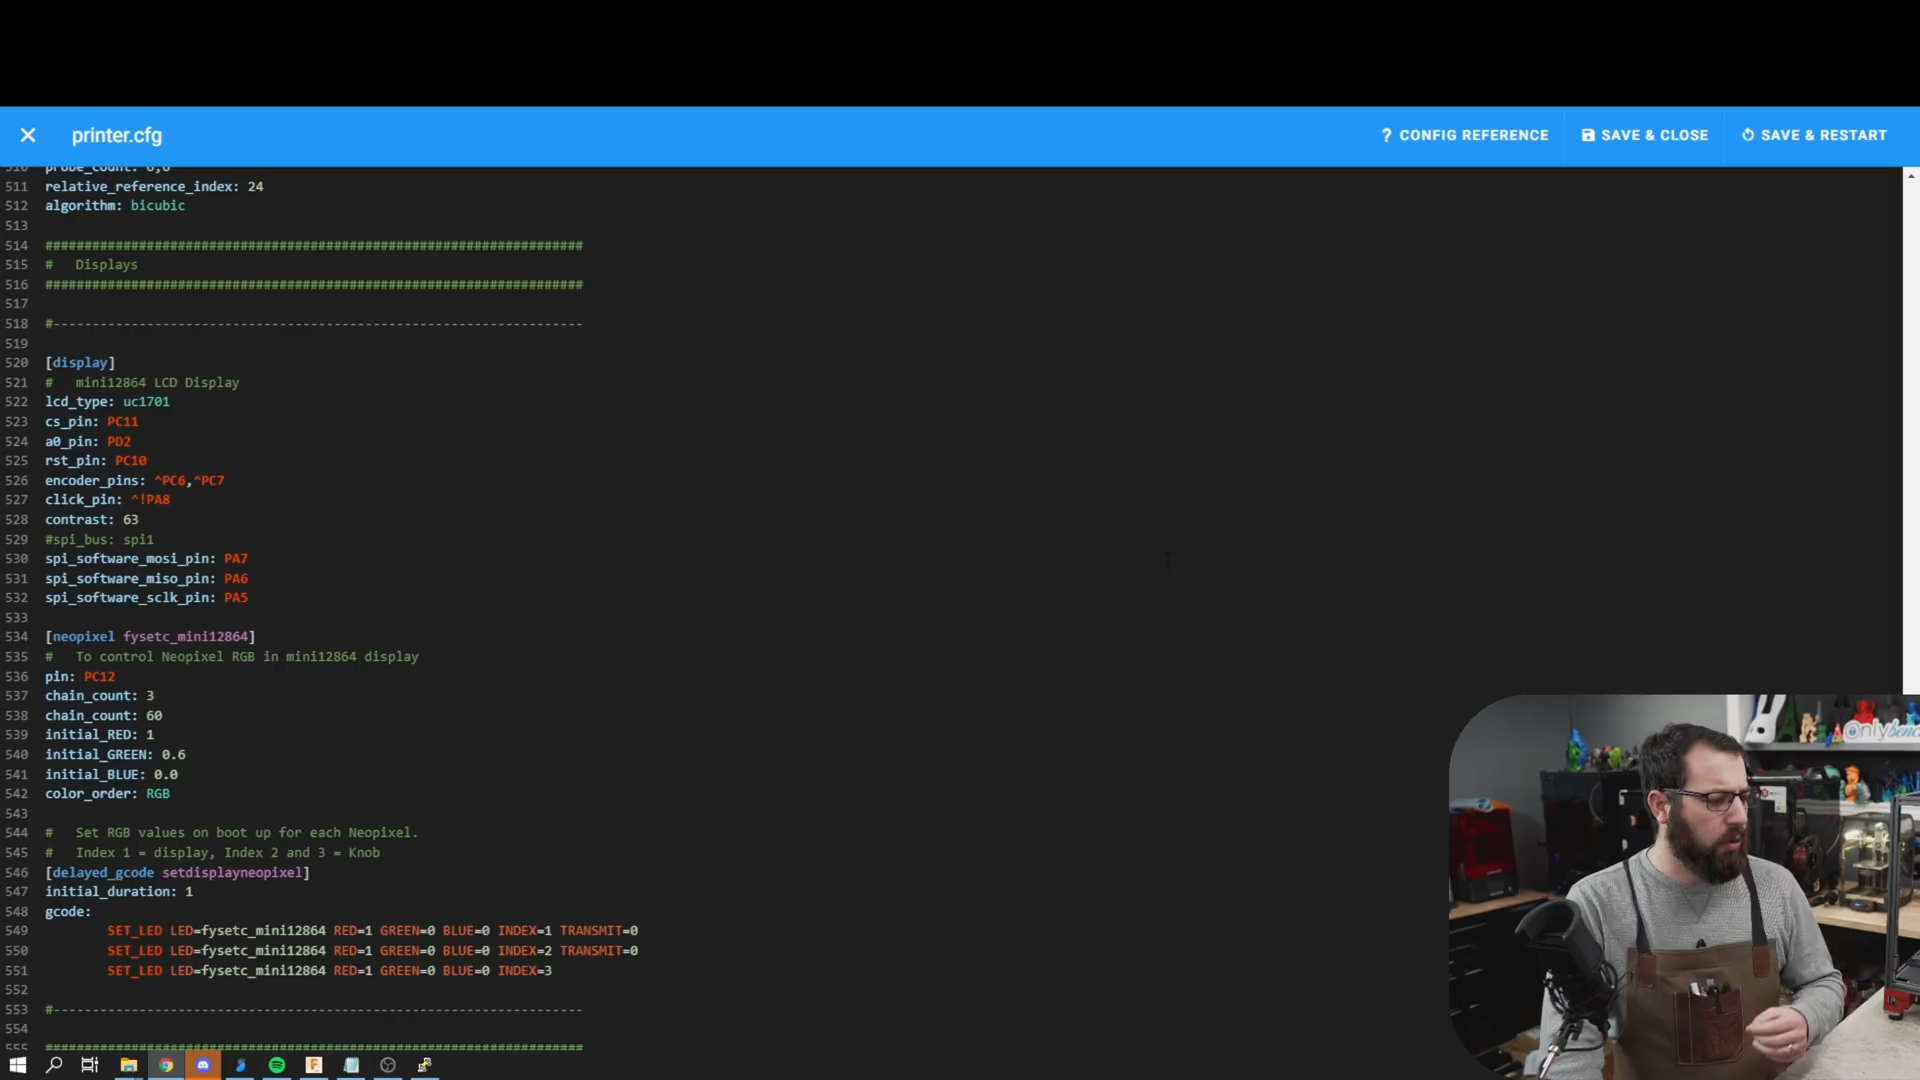 printer.cfg
? CONFIG REFERENCE
SAVE & CLOSE
SAVE & RESTART
511 relative_reference_index: 24
512 algorithm: bicubic
513
514 #####################################################################
515 #   Displays
516 #####################################################################
517
518 #--------------------------------------------------------------------
519
520 [display]
521 #   mini12864 LCD Display
522 lcd_type: uc1701
523 cs_pin: PC11
524 a0_pin: PD2
525 rst_pin: PC10
526 encoder_pins: ^PC6,^PC7
527 click_pin: ^!PA8
528 contrast: 63
529 #spi_bus: spi1
530 spi_software_mosi_pin: PA7
531 spi_software_miso_pin: PA6
532 spi_software_sclk_pin: PA5
533
534 [neopixel fysetc_mini12864]
535 #   To control Neopixel RGB in mini12864 display
536 pin: PC12
537 chain_count: 3
538 chain_count: 60
539 initial_RED: 1
540 initial_GREEN: 0.6
541 initial_BLUE: 0.0
542 color_order: RGB
543
544 #   Set RGB values on boot up for each Neopixel.
545 #   Index 1 = display, Index 2 and 3 = Knob
546 [delayed_gcode setdisplayneopixel]
547 initial_duration: 1
548 gcode:
549 SET_LED LED=fysetc_mini12864 RED=1 GREEN=0 BLUE=0 INDEX=1 TRANSMIT=0
550 SET_LED LED=fysetc_mini12864 RED=1 GREEN=0 BLUE=0 INDEX=2 TRANSMIT=0
551 SET_LED LED=fysetc_mini12864 RED=1 GREEN=0 BLUE=0 INDEX=3
552
553 #--------------------------------------------------------------------
554
555 #####################################################################